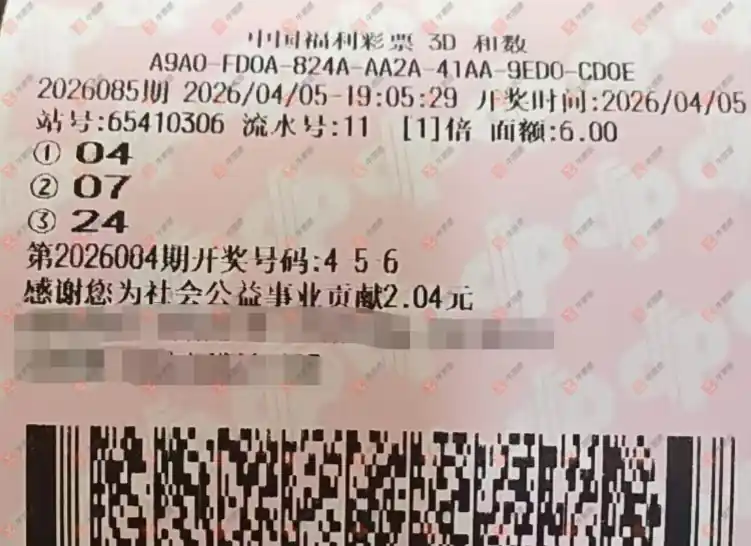 中国福利彩票 3D 和数
A9A0-FD0A-824A-AA2A-41AA-9ED0-CD0E
2026085期 2026/04/05-19:05:29 开奖时间:2026/04/05
站号:65410306 流水号:11 [1]倍 面额:6.00
① 04
② 07
③ 24
第2026084期开奖号码:4 5 6
感谢您为社会公益事业贡献2.04元